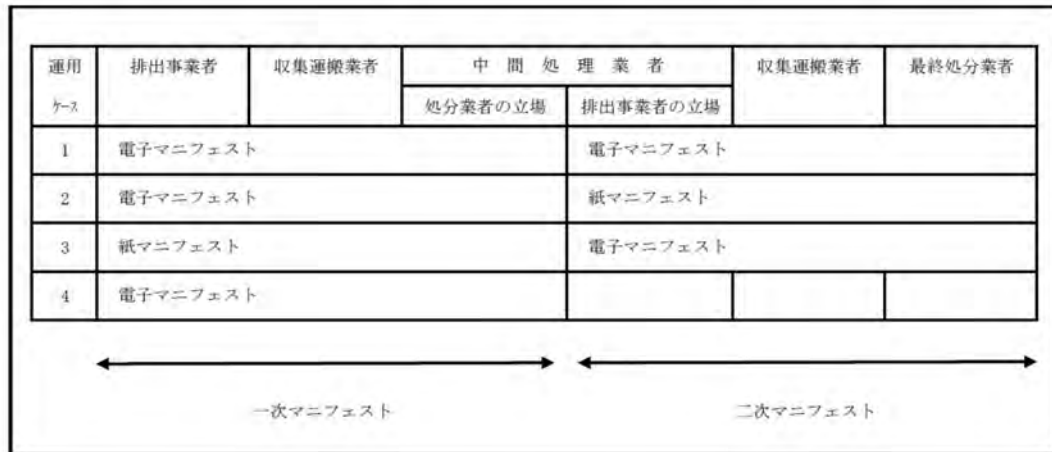 運用 排出事業者 収集運搬業者 中間処理業者 収集運搬業者 最終処分業者
ケース 処分業者の立場 排出事業者の立場
1 電子マニフェスト 電子マニフェスト
2 電子マニフェスト 紙マニフェスト
3 紙マニフェスト 電子マニフェスト
4 電子マニフェスト
一次マニフェスト 二次マニフェスト